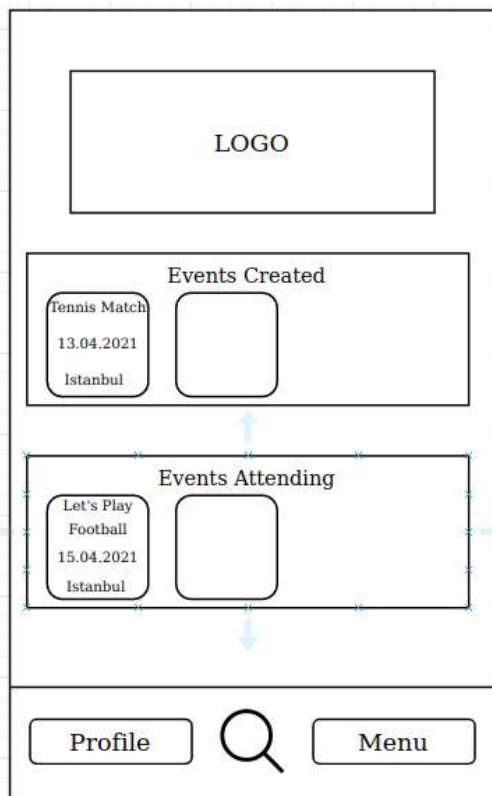 LOGO
Events Created
Tennis Match
13.04.2021
Istanbul
Events Attending
Let's Play
Football
15.04.2021
Istanbul
Profile
Menu